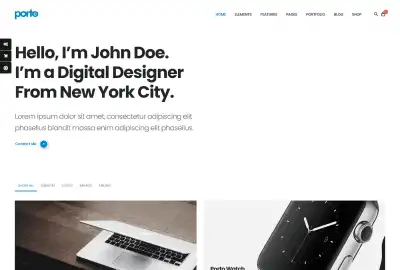 porto
HOME ELEMENTS FEATURES PAGES PORTFOLIO BLOG SHOP
Hello, I'm John Doe.
I'm a Digital Designer
From New York City.
Lorem ipsum dolor sit amet, consectetur adipiscing elit
phasellus blandit massa enim adipiscing elit phasellus.
Contact Me
SHOW ALL WEBSITES LOGOS BRANDS
Porto Watch